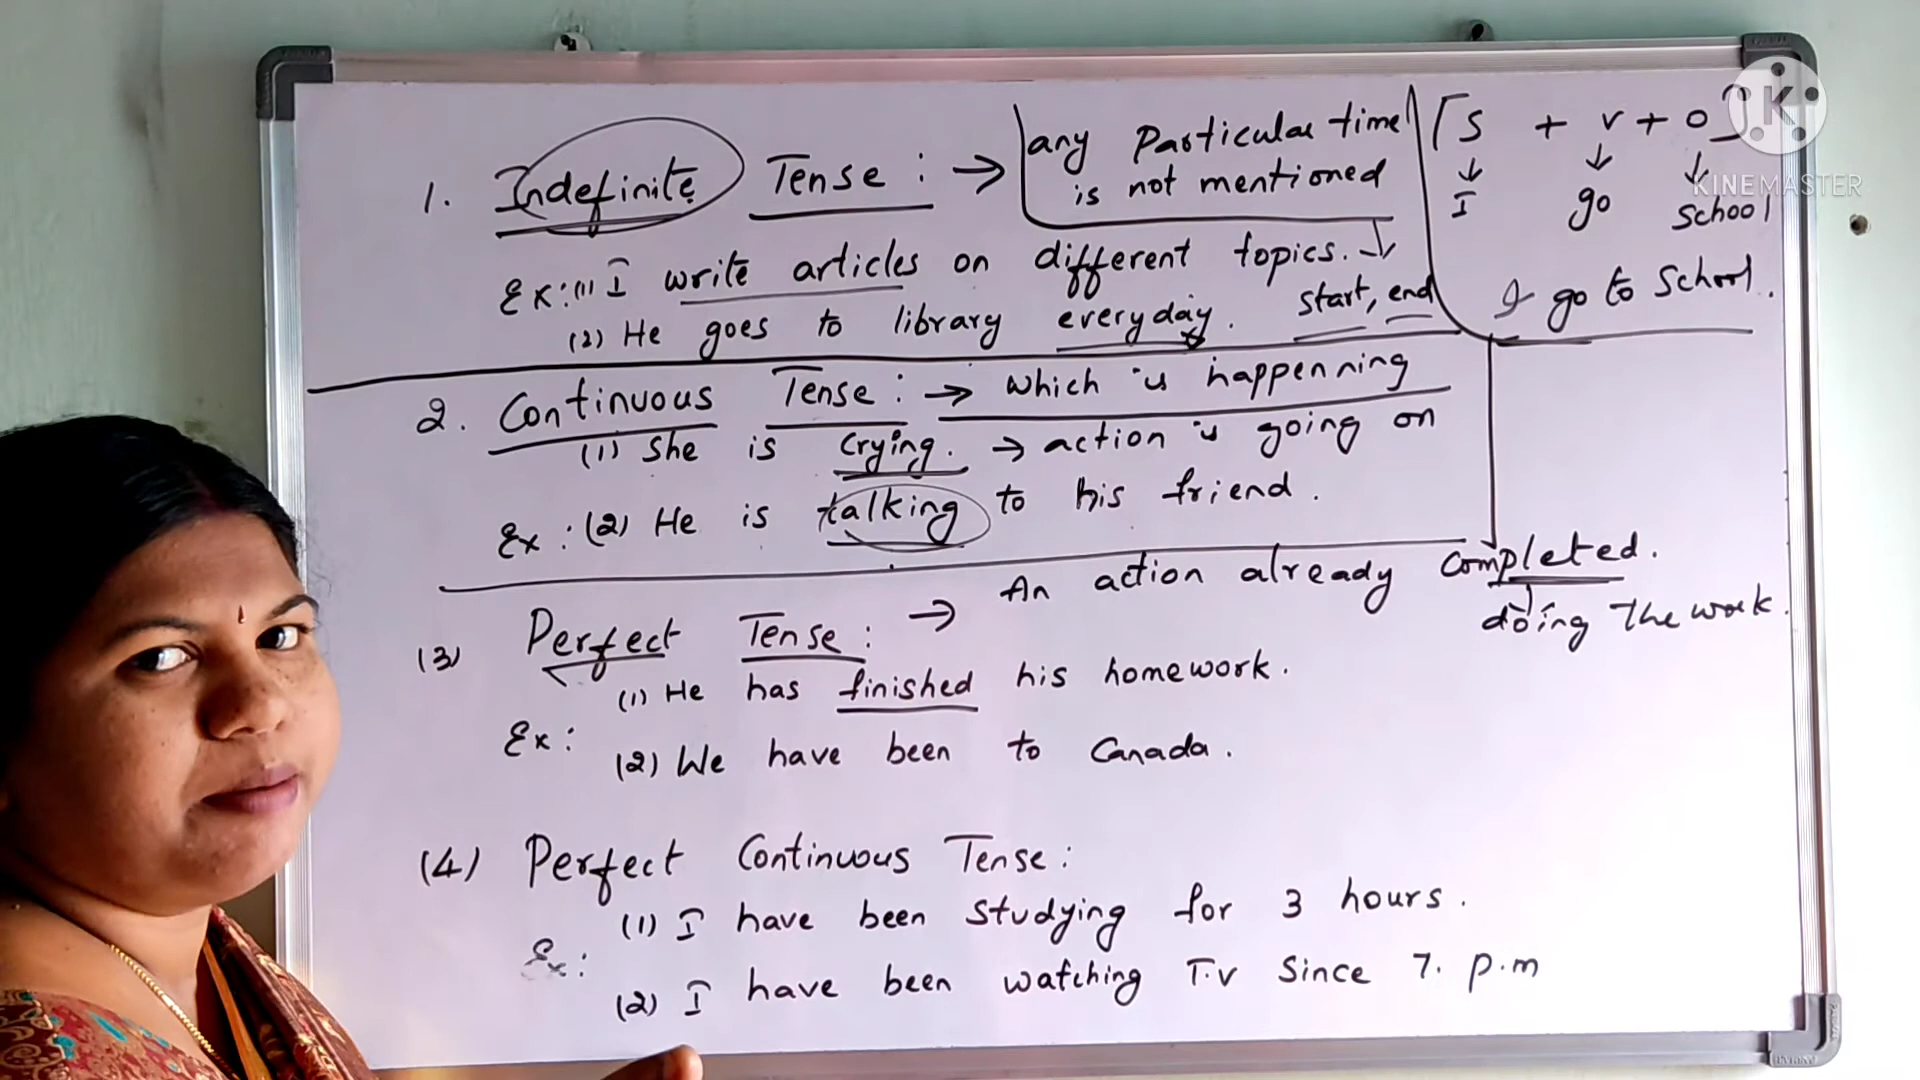 1. Indefinite Tense : → any Particular time is not mentioned
Ex: (1) I write articles on different topics.
start, end
(2) He goes to library everyday.
[S + V + O]
I go school
I go to School.
2. Continuous Tense : → which is happenning
(1) She is crying. → action is going on
Ex : (2) He is talking to his friend.
(3) Perfect Tense : → An action already completed.
doing the work.
(1) He has finished his homework.
Ex :
(2) We have been to Canada.
(4) Perfect Continuous Tense :
(1) I have been studying for 3 hours.
Ex :
(2) I have been watching T.V since 7. p.m
K
KINEMASTER